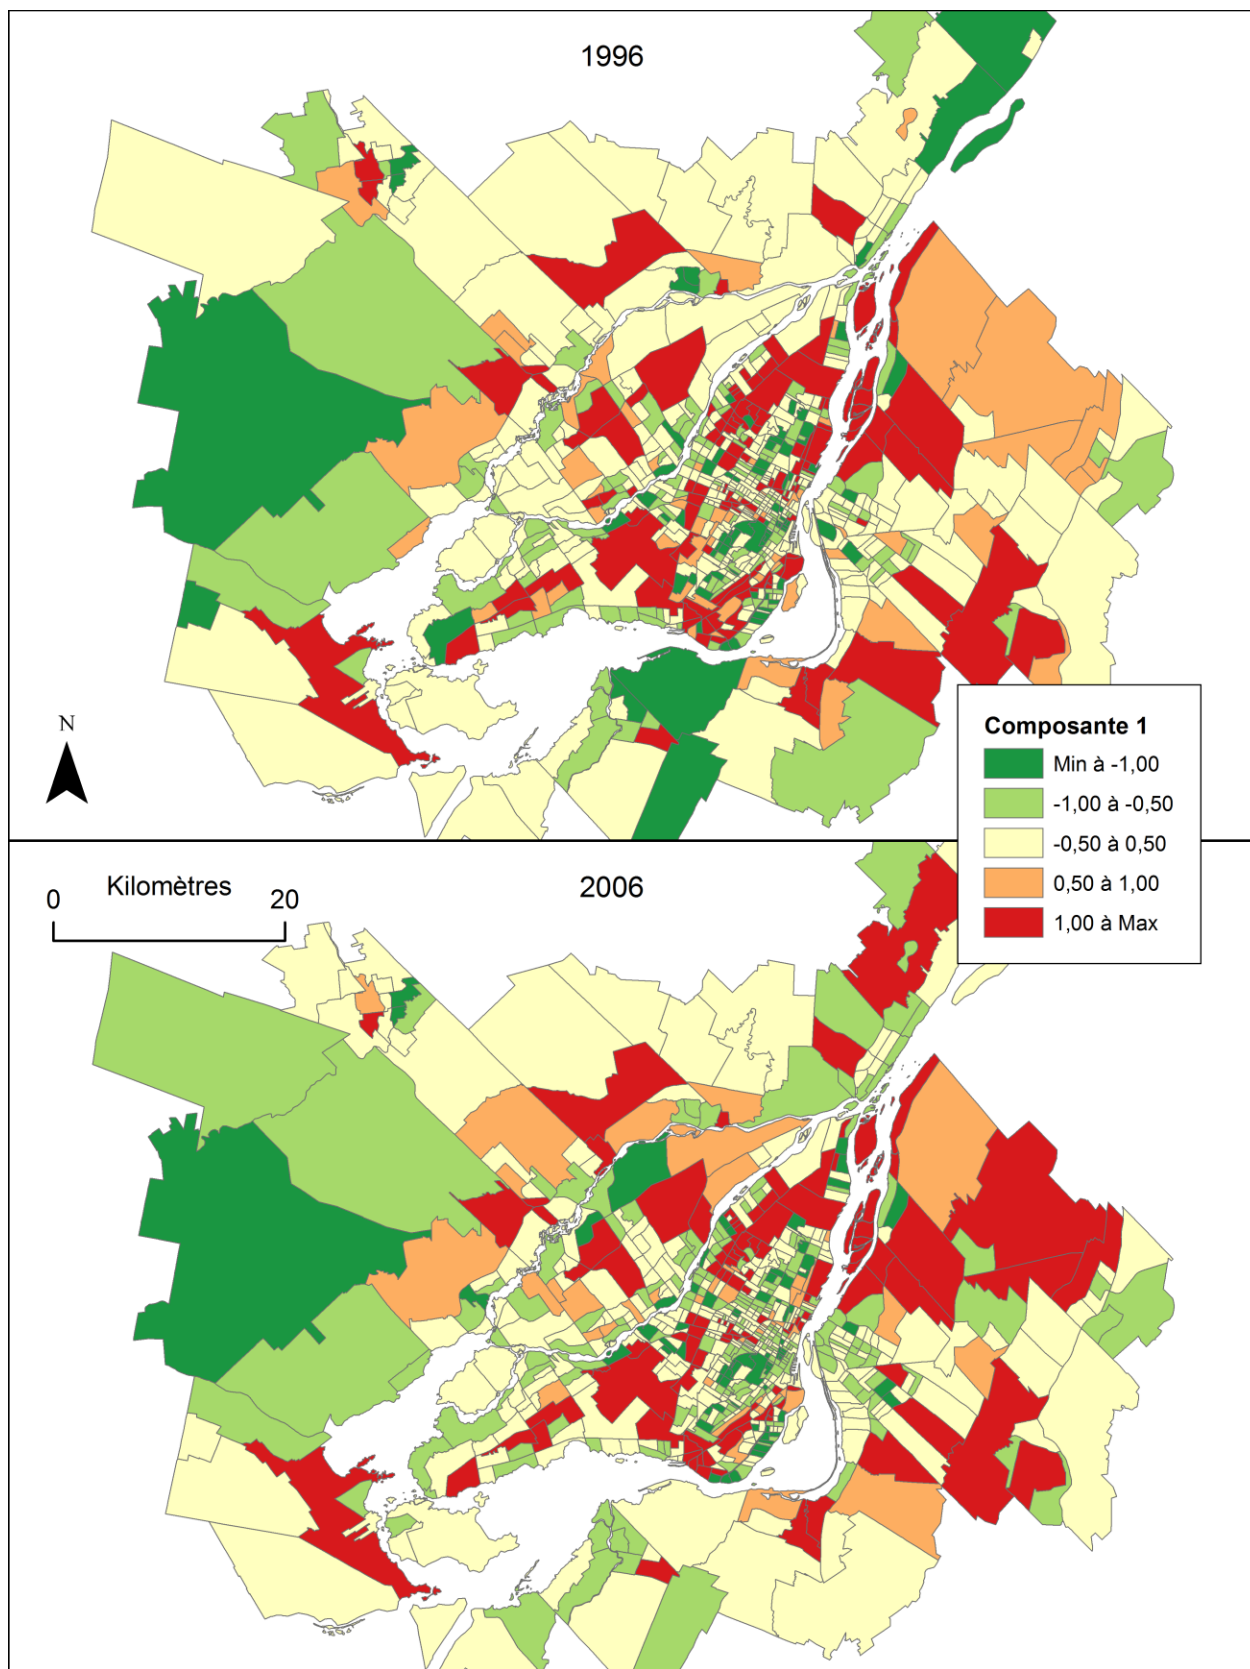 1996
N
Composante 1
Min à -1,00
-1,00 à -0,50
-0,50 à 0,50
0,50 à 1,00
1,00 à Max
Kilomètres
0 20
2006